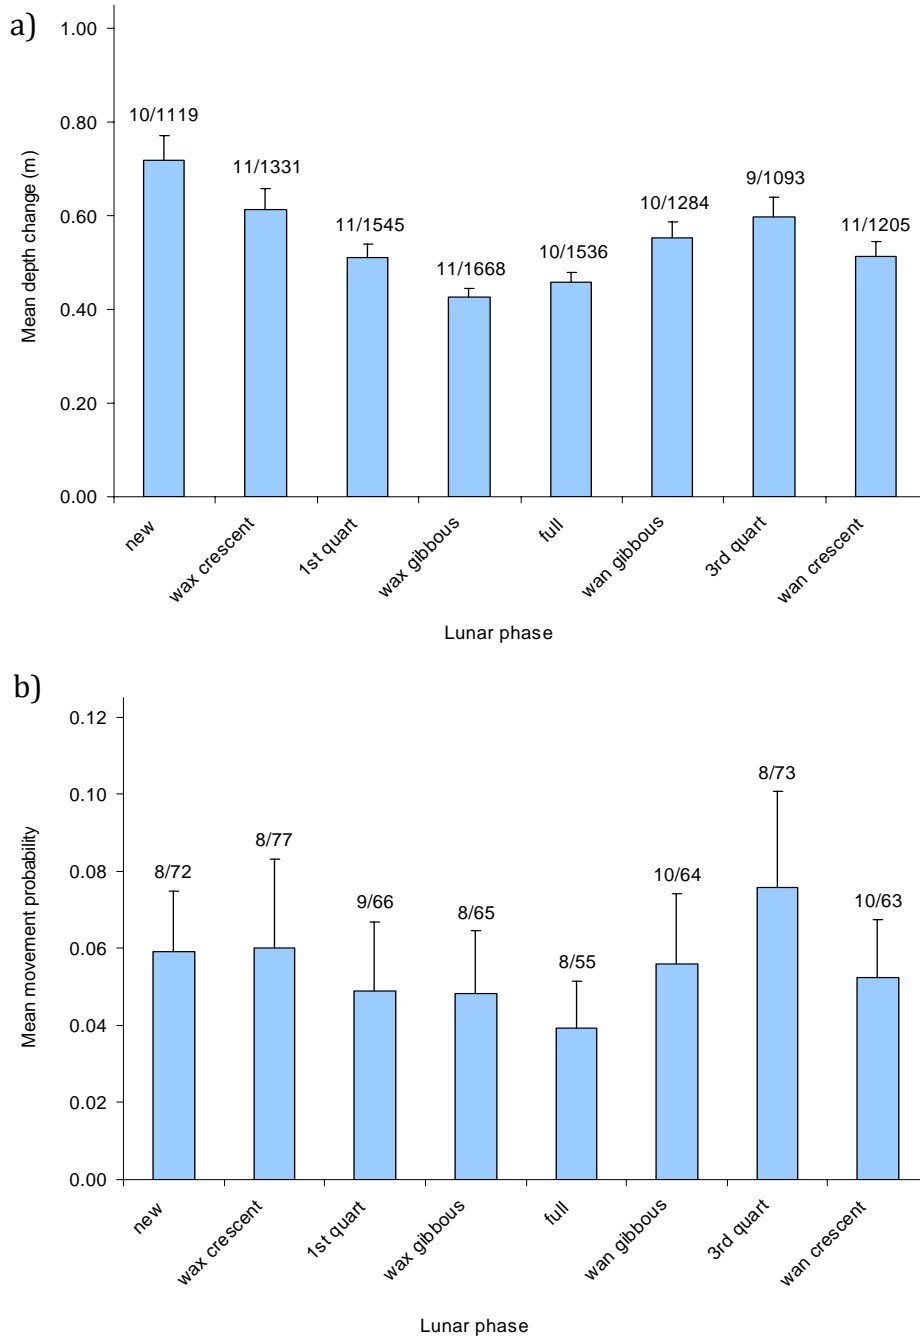 a)
Mean depth change (m)
1.00
0.80
0.60
0.40
0.20
0.00
10/1119
11/1331
11/1545
11/1668
10/1536
10/1284
9/1093
11/1205
new
wax crescent
1st quart
wax gibbous
full
wan gibbous
3rd quart
wan crescent
Lunar phase
b)
Mean movement probability
0.12
0.10
0.08
0.06
0.04
0.02
0.00
8/72
8/77
9/66
8/65
8/55
10/64
8/73
10/63
new
wax crescent
1st quart
wax gibbous
full
wan gibbous
3rd quart
wan crescent
Lunar phase